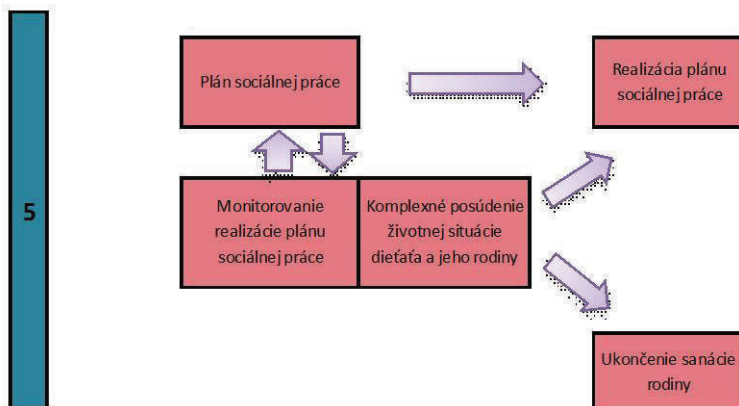 5
Plán sociálnej práce
Realizácia plánu
sociálnej práce
Monitorovanie
realizácie plánu
sociálnej práce
Komplexné posúdenie
životnej situácie
dieťaťa a jeho rodiny
Ukončenie sanácie
rodiny